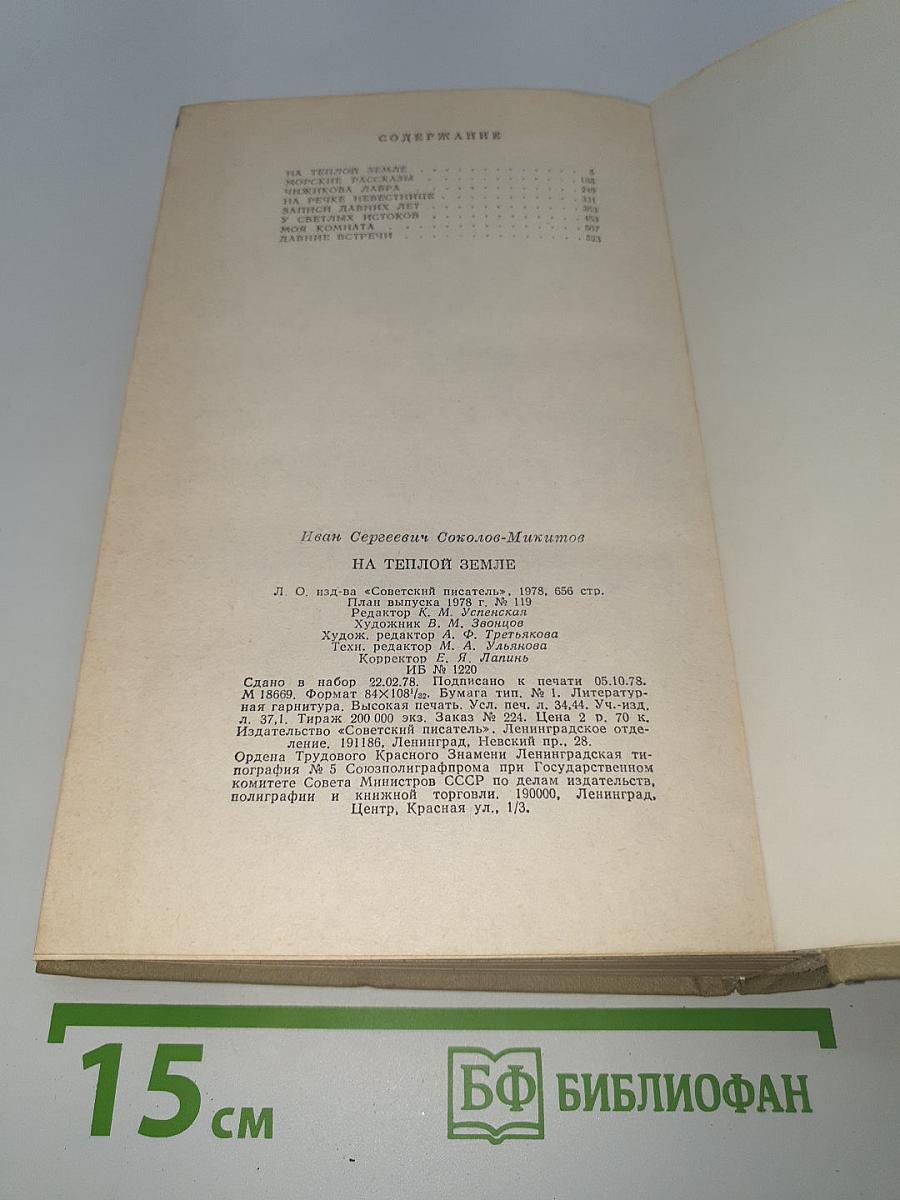 СОДЕРЖАНИЕ
НА ТЕПЛОЙ ЗЕМЛЕ . . . . . . . . . . . . . 5
МОРСКИЕ РАССКАЗЫ . . . . . . . . . . . .
ЧИЖИКОВА ЛАВРА . . . . . . . . . . . . .
НА РЕЧКЕ НЕВЕСТНИЦЕ . . . . . . . . . . . 331
ЗАПИСИ ДАВНИХ ЛЕТ . . . . . . . . . . . .
У СВЕТЛЫХ ИСТОКОВ . . . . . . . . . . . .
МОЯ КОМНАТА . . . . . . . . . . . . . .
ДАВНИЕ ВСТРЕЧИ . . . . . . . . . . . . .
Иван Сергеевич Соколов-Микитов
НА ТЕПЛОЙ ЗЕМЛЕ
Л. О. изд-ва «Советский писатель», 1978, 656 стр.
План выпуска 1978 г. № 119
Редактор К. М. Успенская
Художник В. М. Звонцов
Худож. редактор А. Ф. Третьякова
Техн. редактор М. А. Ульянова
Корректор Е. Я. Лапинь
ИБ № 1220
Сдано в набор 22.02.78. Подписано к печати 05.10.78.
М 18669. Формат 84×108¹/₃₂. Бумага тип. № 1. Литератур-
ная гарнитура. Высокая печать. Усл. печ. л. 34,44. Уч.-изд.
л. 37,1. Тираж 200 000 экз. Заказ № 224. Цена 2 р. 70 к.
Издательство «Советский писатель». Ленинградское отде-
ление. 191186, Ленинград, Невский пр., 28.
Ордена Трудового Красного Знамени Ленинградская ти-
пография № 5 Союзполиграфпрома при Государственном
комитете Совета Министров СССР по делам издательств,
полиграфии и книжной торговли. 190000, Ленинград,
Центр, Красная ул., 1/3.
15 см
БФ БИБЛИОФАН